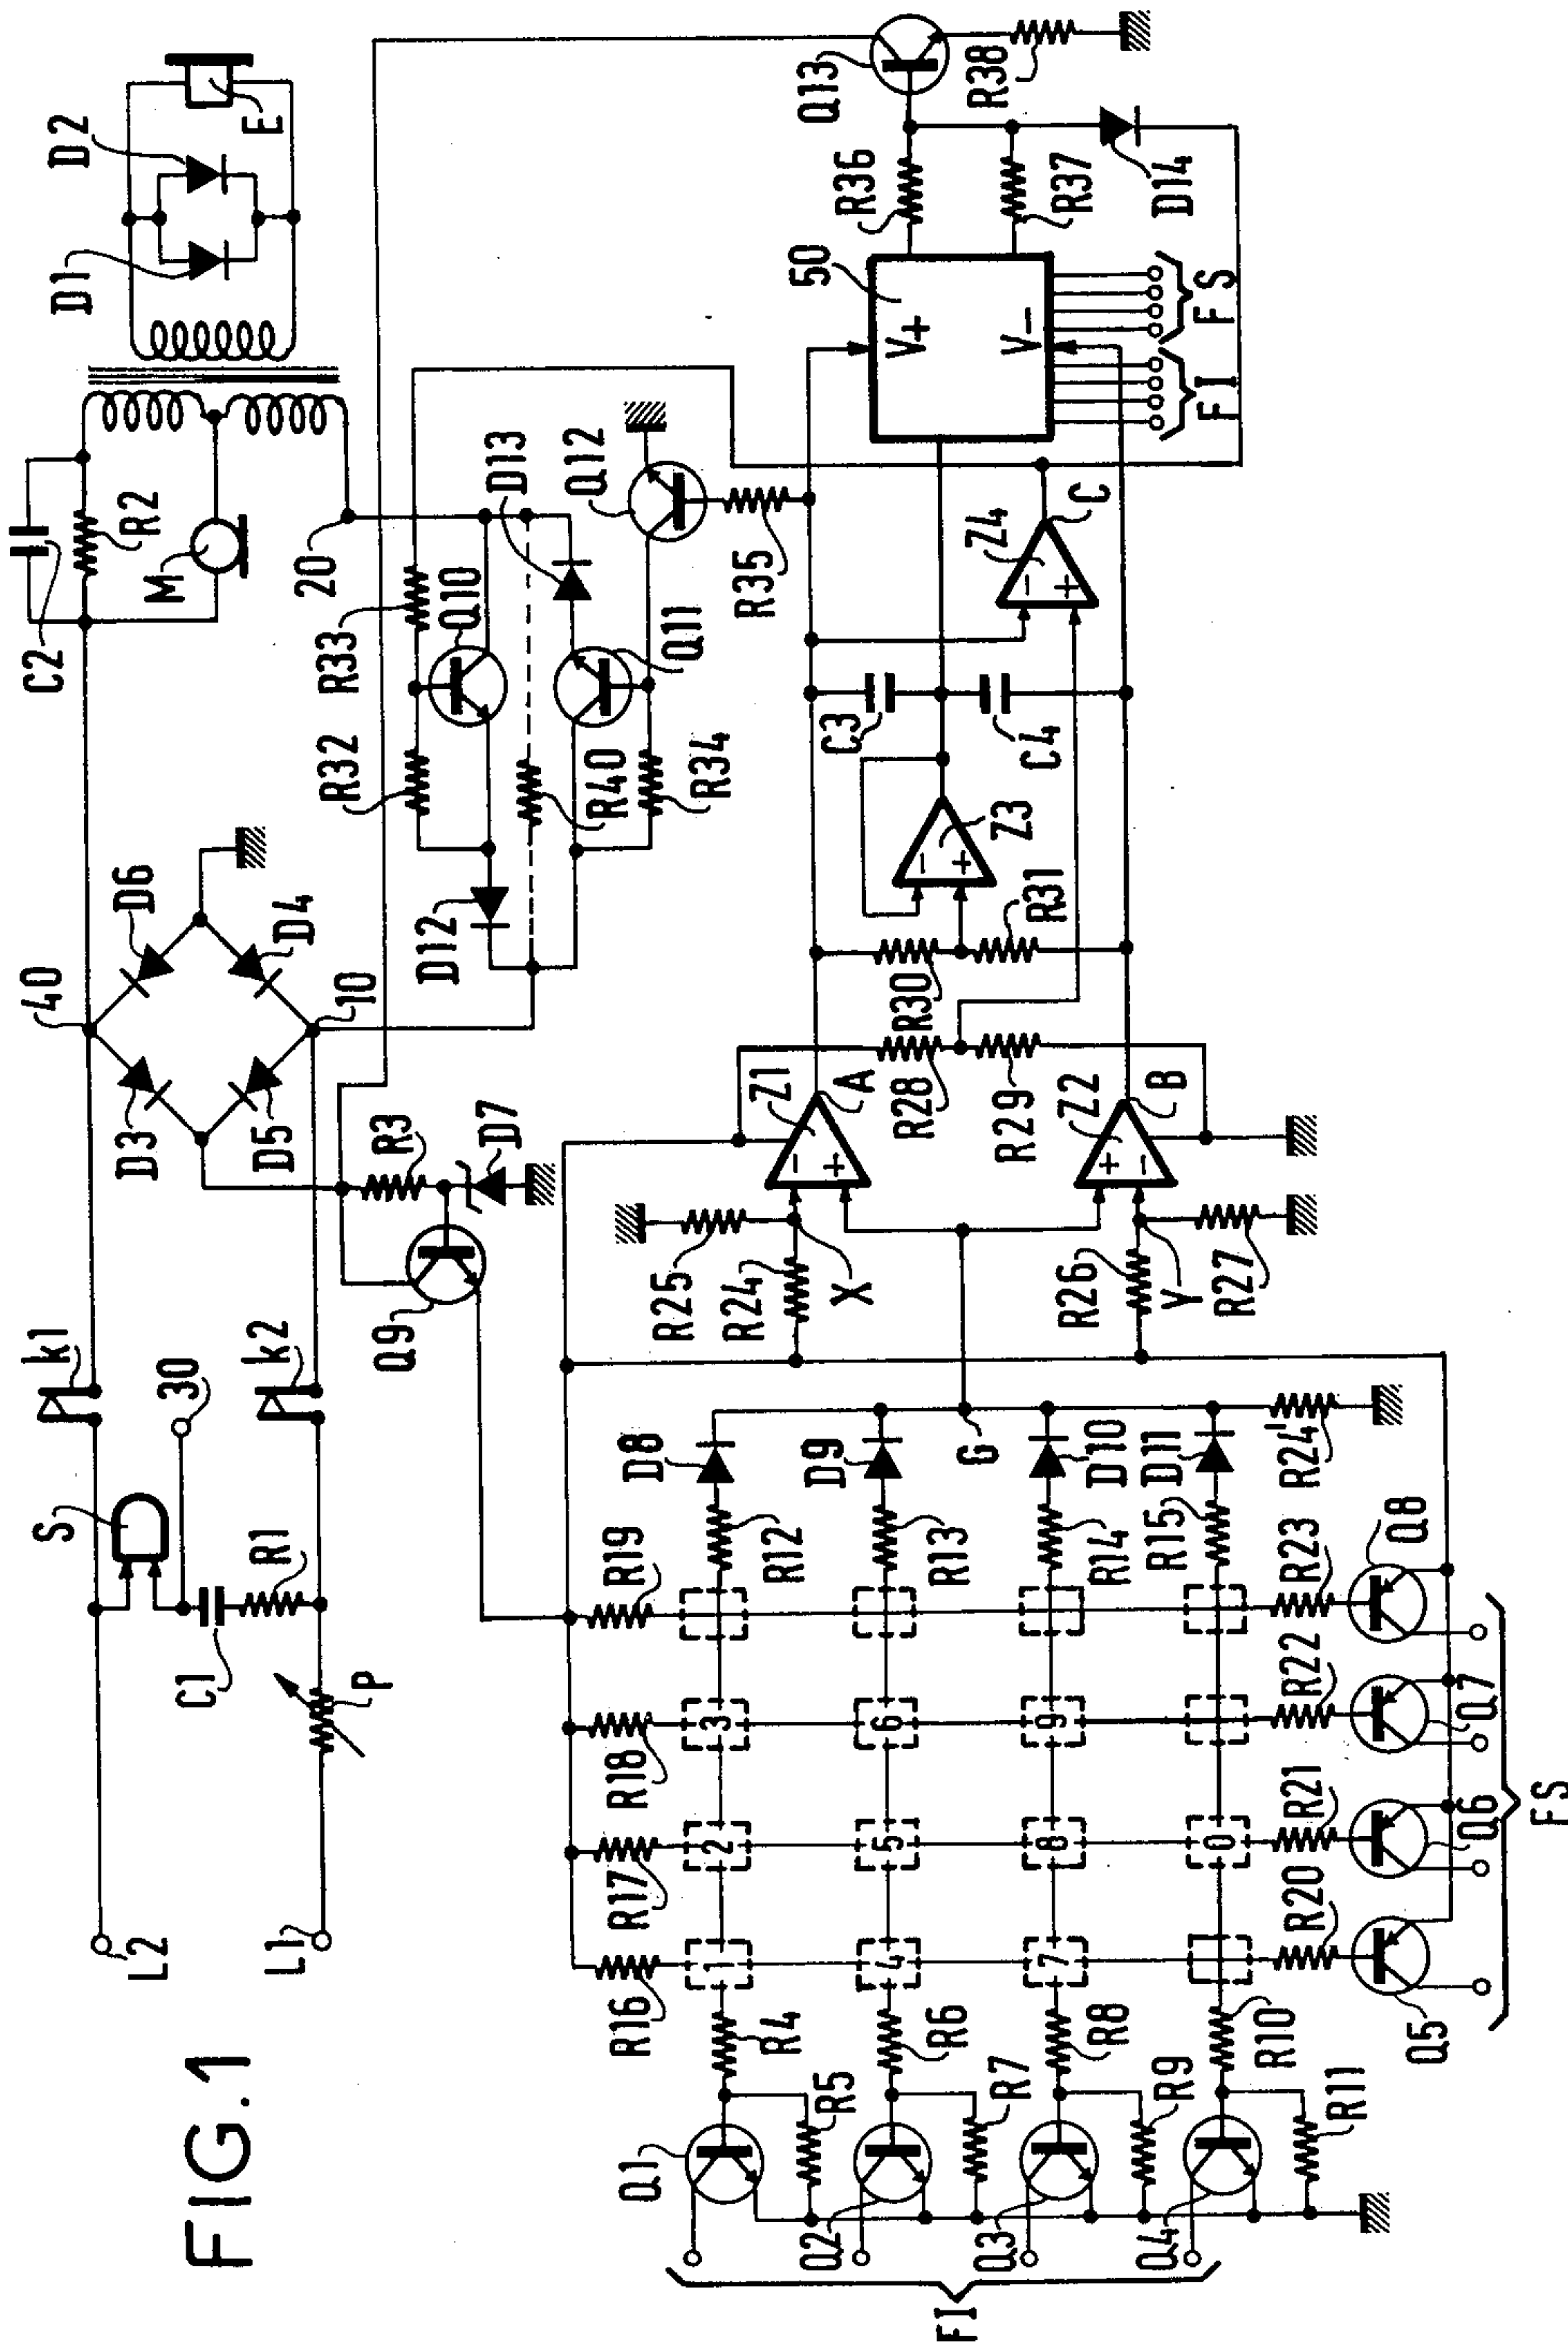 FIG.1
L2
L1
S
C1
R1
P
30
k1
k2
40
10
D3
D6
D5
D4
C2
R2
M
20
D1
D2
E
R3
D7
Q9
R32
R33
Q10
D12
D13
R40
Q11
R34
Q12
R35
R16
R17
R18
R19
Q1
R4
R5
1
2
3
R12
D8
Q2
R6
R7
4
5
6
R13
D9
G
Q3
R8
R9
7
8
9
R14
D10
Q4
R10
R11
0
R15
D11
R24'
R20
R21
R22
R23
Q5
Q6
Q7
Q8
FI
FS
R25
R24
X
R26
Y
R27
Z1
−
+
A
Z2
+
−
B
R28
R29
R30
R31
Z3
−
+
C3
C4
Z4
−
+
C
50
V+
V−
FI
FS
R36
R37
D14
Q13
R38